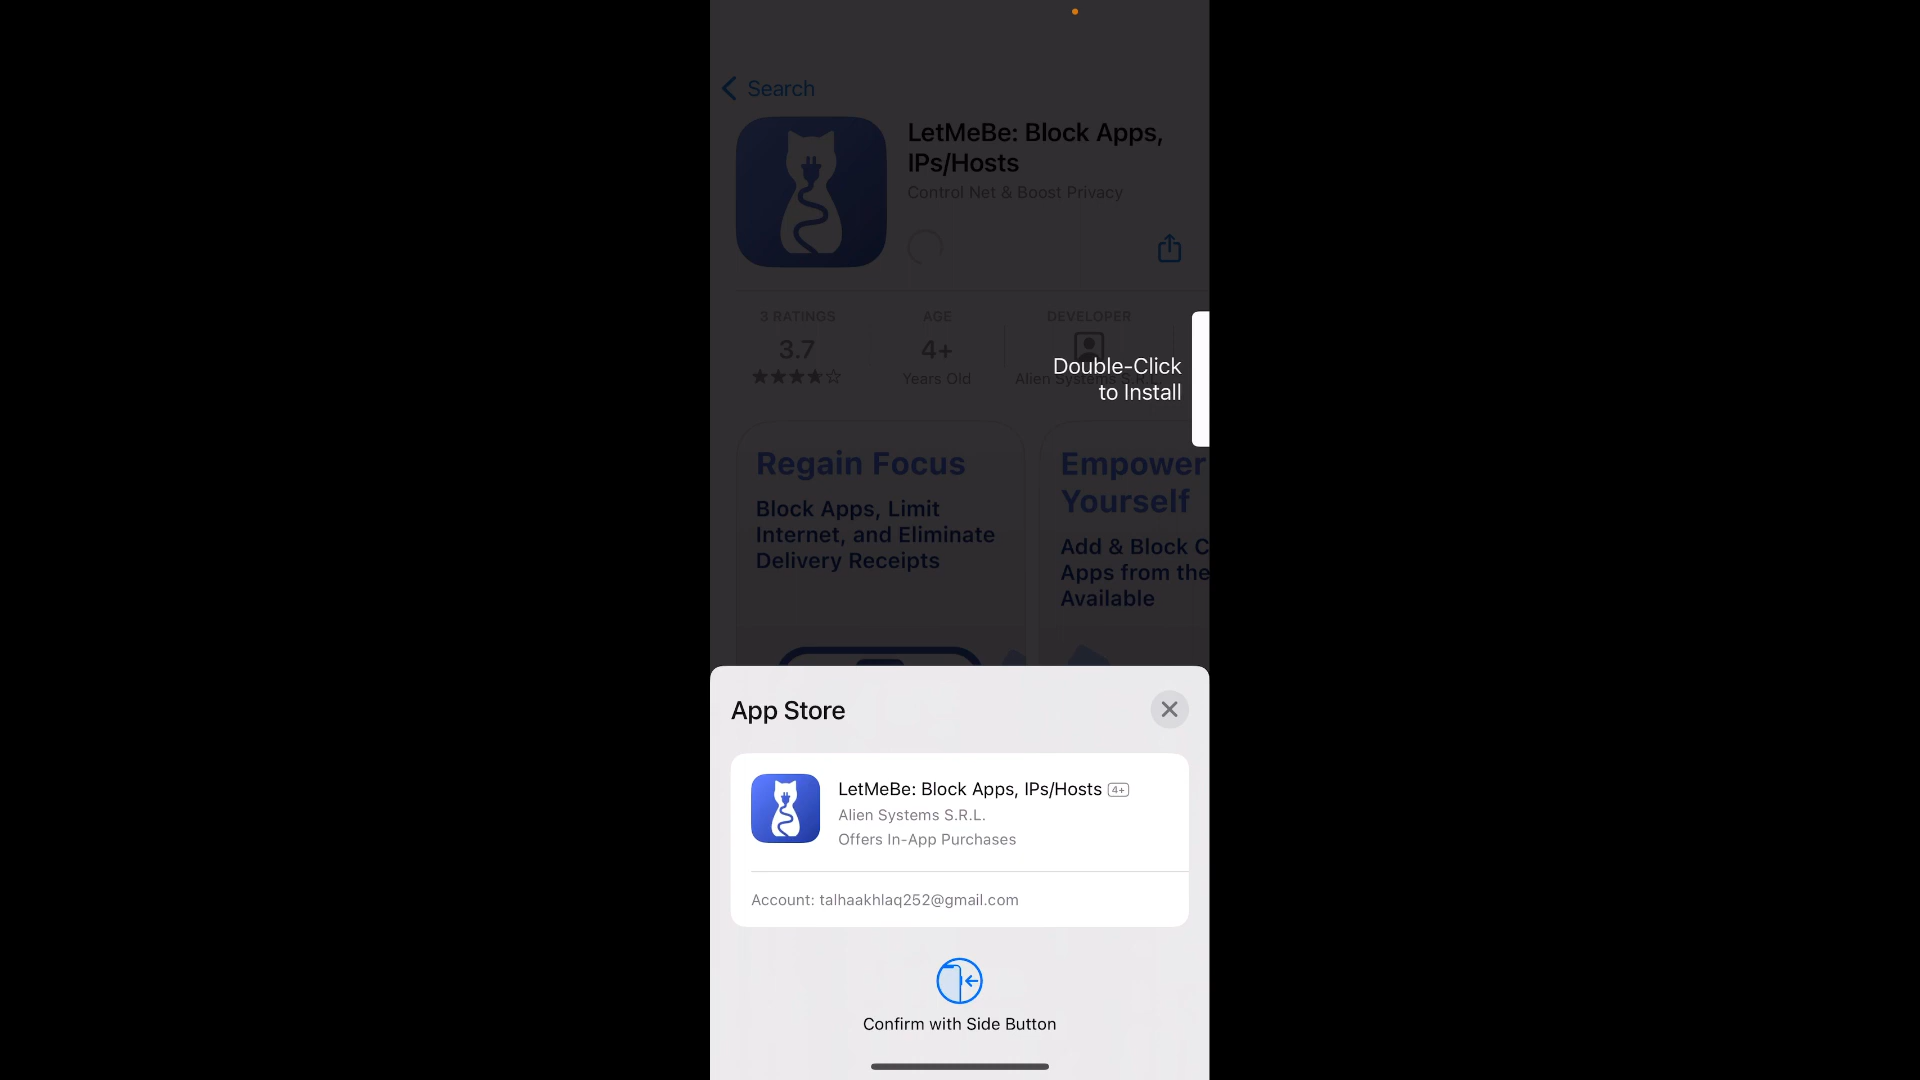 Search
LetMeBe: Block Apps,
IPs/Hosts
Control Net & Boost Privacy
3 RATINGS
AGE
DEVELOPER
3.7
4+
Years Old
Alien Systems S.R.L.
Double-Click
to Install
Regain Focus
Block Apps, Limit
Internet, and Eliminate
Delivery Receipts
Empower
Yourself
Add & Block C
Apps from the
Available
App Store
LetMeBe: Block Apps, IPs/Hosts 4+
Alien Systems S.R.L.
Offers In-App Purchases
Account: talhaakhlaq252@gmail.com
Confirm with Side Button